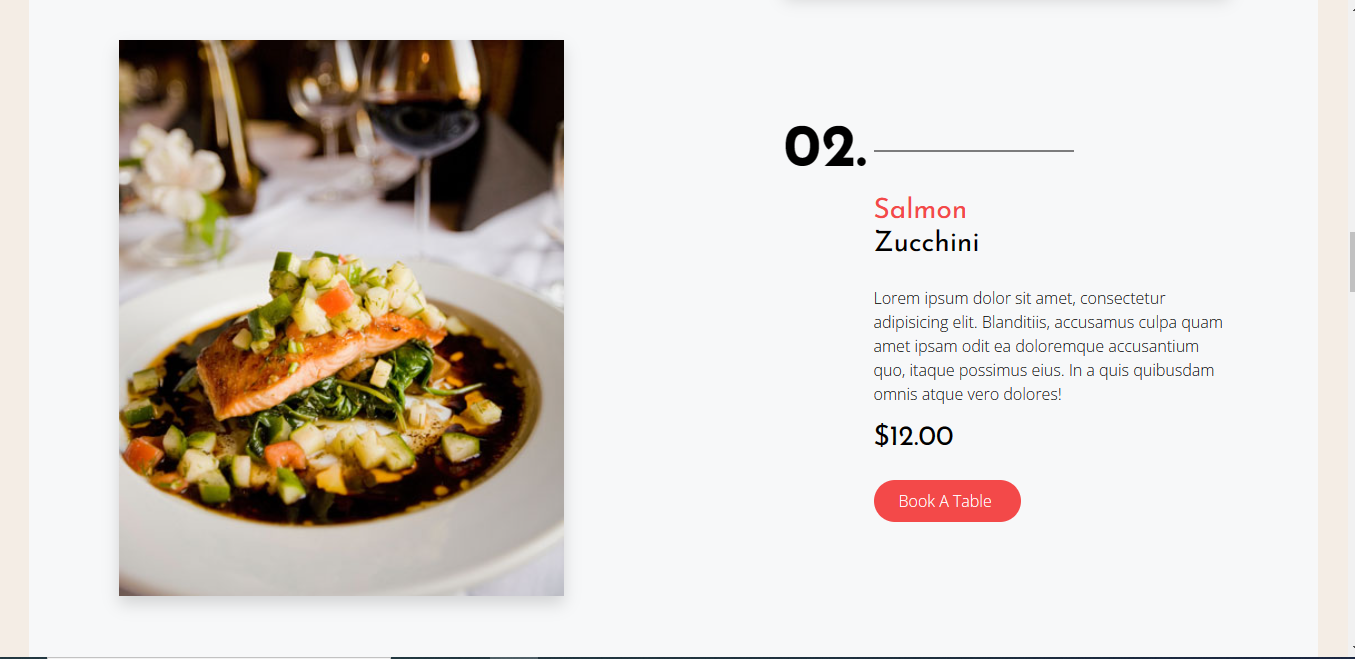 02.
Salmon
Zucchini
Lorem ipsum dolor sit amet, consectetur
adipisicing elit. Blanditiis, accusamus culpa quam
amet ipsam odit ea doloremque accusantium
quo, itaque possimus eius. In a quis quibusdam
omnis atque vero dolores!
$12.00
Book A Table